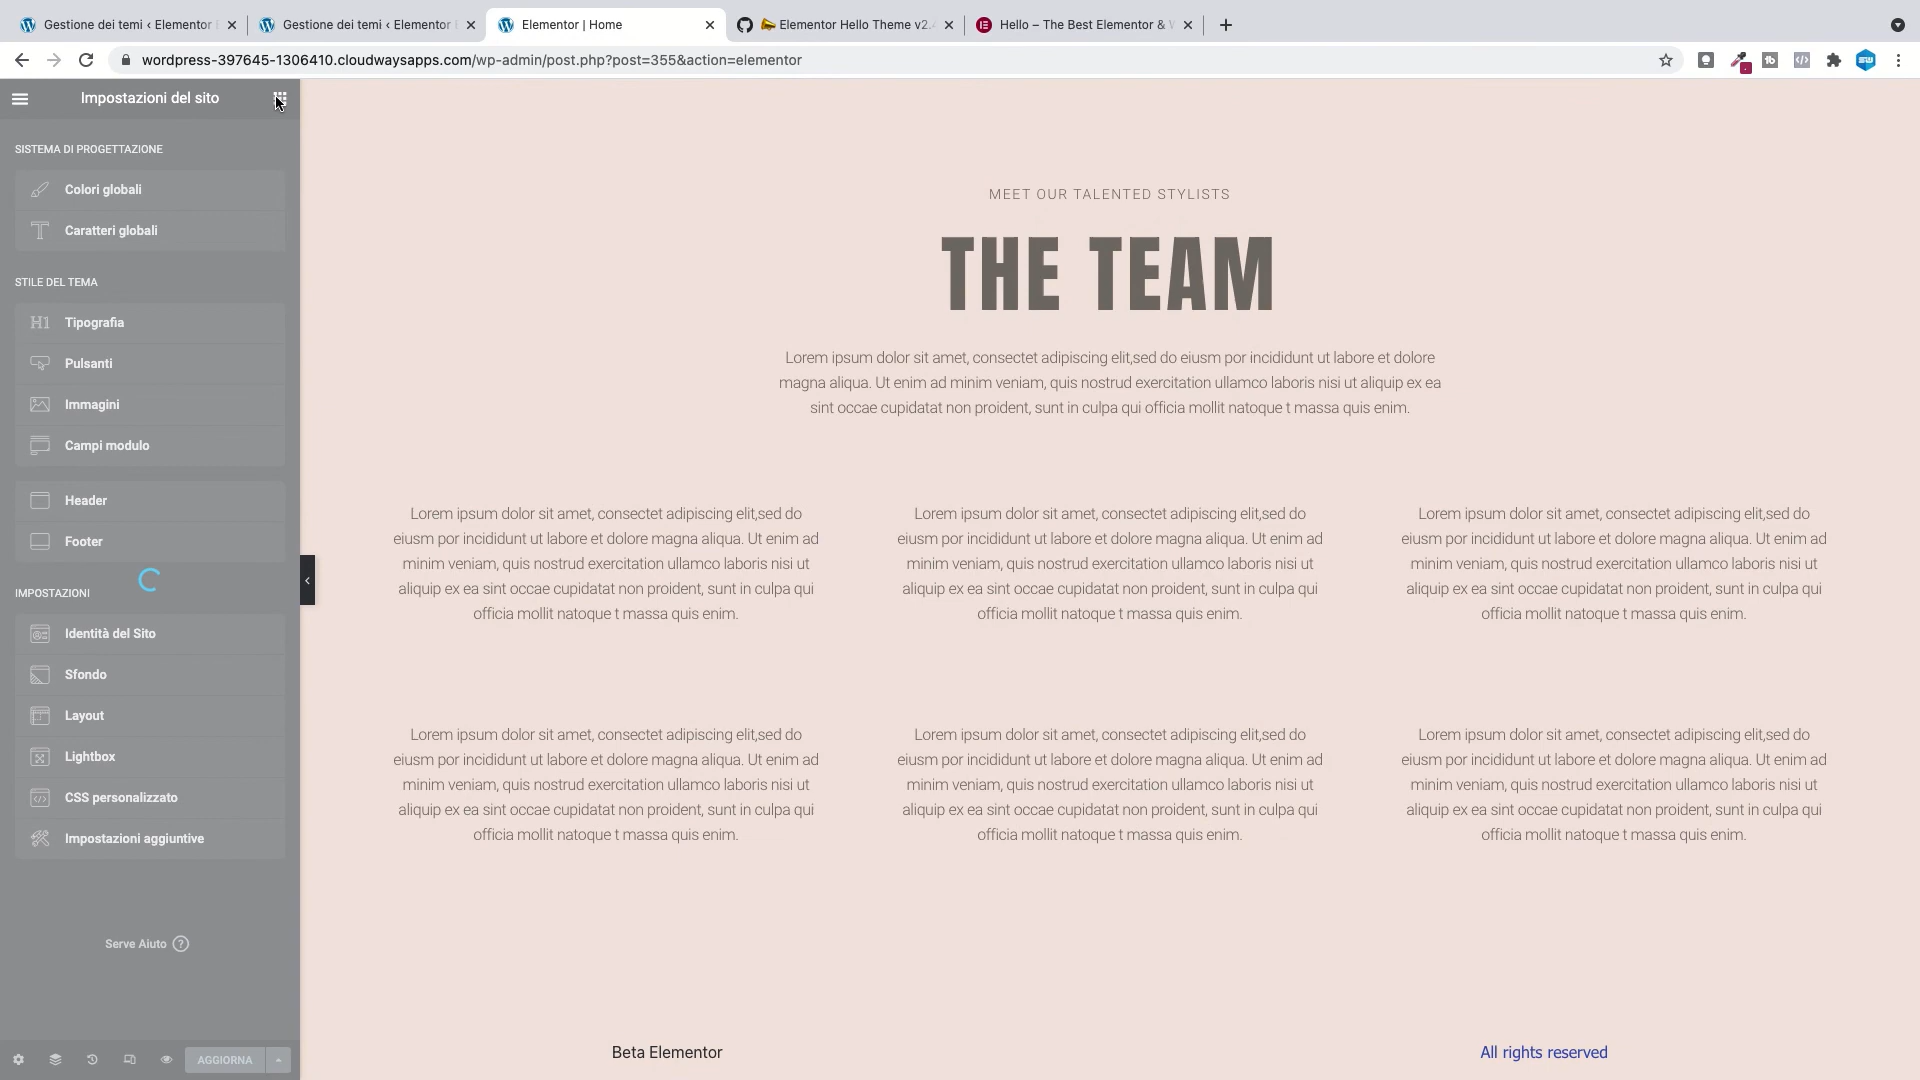 Gestione dei temi ‹ Elementor
Gestione dei temi ‹ Elementor
Elementor | Home
Elementor Hello Theme v2.
Hello – The Best Elementor &
wordpress-397645-1306410.cloudwaysapps.com/wp-admin/post.php?post=355&action=elementor
Impostazioni del sito
SISTEMA DI PROGETTAZIONE
Colori globali
Caratteri globali
STILE DEL TEMA
H1 Tipografia
Pulsanti
Immagini
Campi modulo
Header
Footer
IMPOSTAZIONI
Identità del Sito
Sfondo
Layout
Lightbox
CSS personalizzato
Impostazioni aggiuntive
Serve Aiuto ?
AGGIORNA
MEET OUR TALENTED STYLISTS
THE TEAM
Lorem ipsum dolor sit amet, consectet adipiscing elit,sed do eiusm por incididunt ut labore et dolore
magna aliqua. Ut enim ad minim veniam, quis nostrud exercitation ullamco laboris nisi ut aliquip ex ea
sint occae cupidatat non proident, sunt in culpa qui officia mollit natoque t massa quis enim.
Lorem ipsum dolor sit amet, consectet adipiscing elit,sed do
eiusm por incididunt ut labore et dolore magna aliqua. Ut enim ad
minim veniam, quis nostrud exercitation ullamco laboris nisi ut
aliquip ex ea sint occae cupidatat non proident, sunt in culpa qui
officia mollit natoque t massa quis enim.
Lorem ipsum dolor sit amet, consectet adipiscing elit,sed do
eiusm por incididunt ut labore et dolore magna aliqua. Ut enim ad
minim veniam, quis nostrud exercitation ullamco laboris nisi ut
aliquip ex ea sint occae cupidatat non proident, sunt in culpa qui
officia mollit natoque t massa quis enim.
Lorem ipsum dolor sit amet, consectet adipiscing elit,sed do
eiusm por incididunt ut labore et dolore magna aliqua. Ut enim ad
minim veniam, quis nostrud exercitation ullamco laboris nisi ut
aliquip ex ea sint occae cupidatat non proident, sunt in culpa qui
officia mollit natoque t massa quis enim.
Lorem ipsum dolor sit amet, consectet adipiscing elit,sed do
eiusm por incididunt ut labore et dolore magna aliqua. Ut enim ad
minim veniam, quis nostrud exercitation ullamco laboris nisi ut
aliquip ex ea sint occae cupidatat non proident, sunt in culpa qui
officia mollit natoque t massa quis enim.
Lorem ipsum dolor sit amet, consectet adipiscing elit,sed do
eiusm por incididunt ut labore et dolore magna aliqua. Ut enim ad
minim veniam, quis nostrud exercitation ullamco laboris nisi ut
aliquip ex ea sint occae cupidatat non proident, sunt in culpa qui
officia mollit natoque t massa quis enim.
Lorem ipsum dolor sit amet, consectet adipiscing elit,sed do
eiusm por incididunt ut labore et dolore magna aliqua. Ut enim ad
minim veniam, quis nostrud exercitation ullamco laboris nisi ut
aliquip ex ea sint occae cupidatat non proident, sunt in culpa qui
officia mollit natoque t massa quis enim.
Beta Elementor
All rights reserved